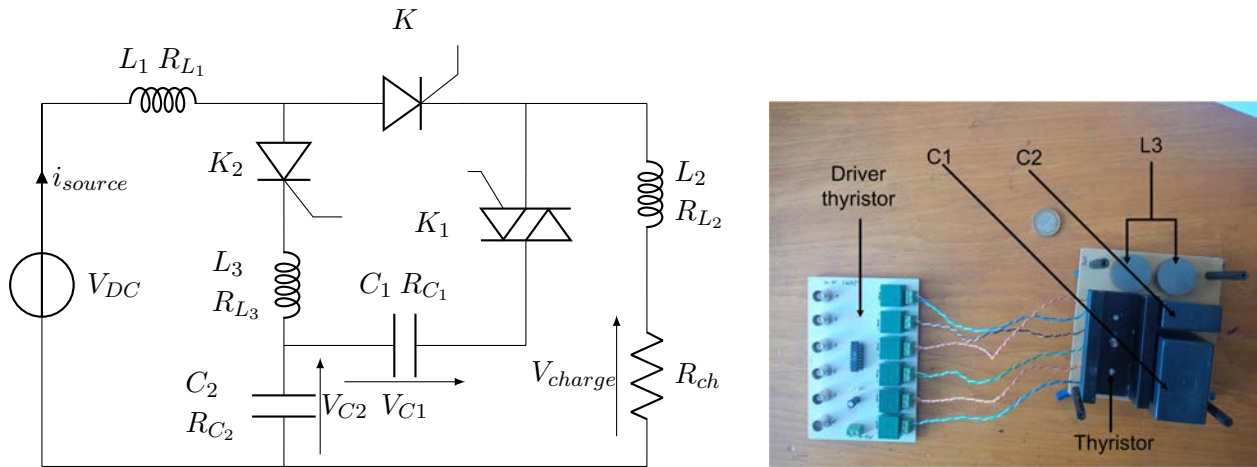 K
L1 RL1
K2
isource
VDC
L3
RL3
K1
L2
RL2
C1 RC1
C2
RC2
VC2
VC1
Vcharge
Rch
Driver
thyristor
C1
C2
L3
Thyristor